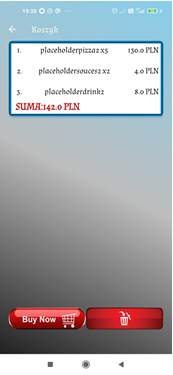 19:30
Koszyk
1. placeholderpizza2 x5 130.0 PLN
2. placeholdersouces2 x2 4.0 PLN
3. placeholderdrink2 8.0 PLN
SUMA:142.0 PLN
Buy Now